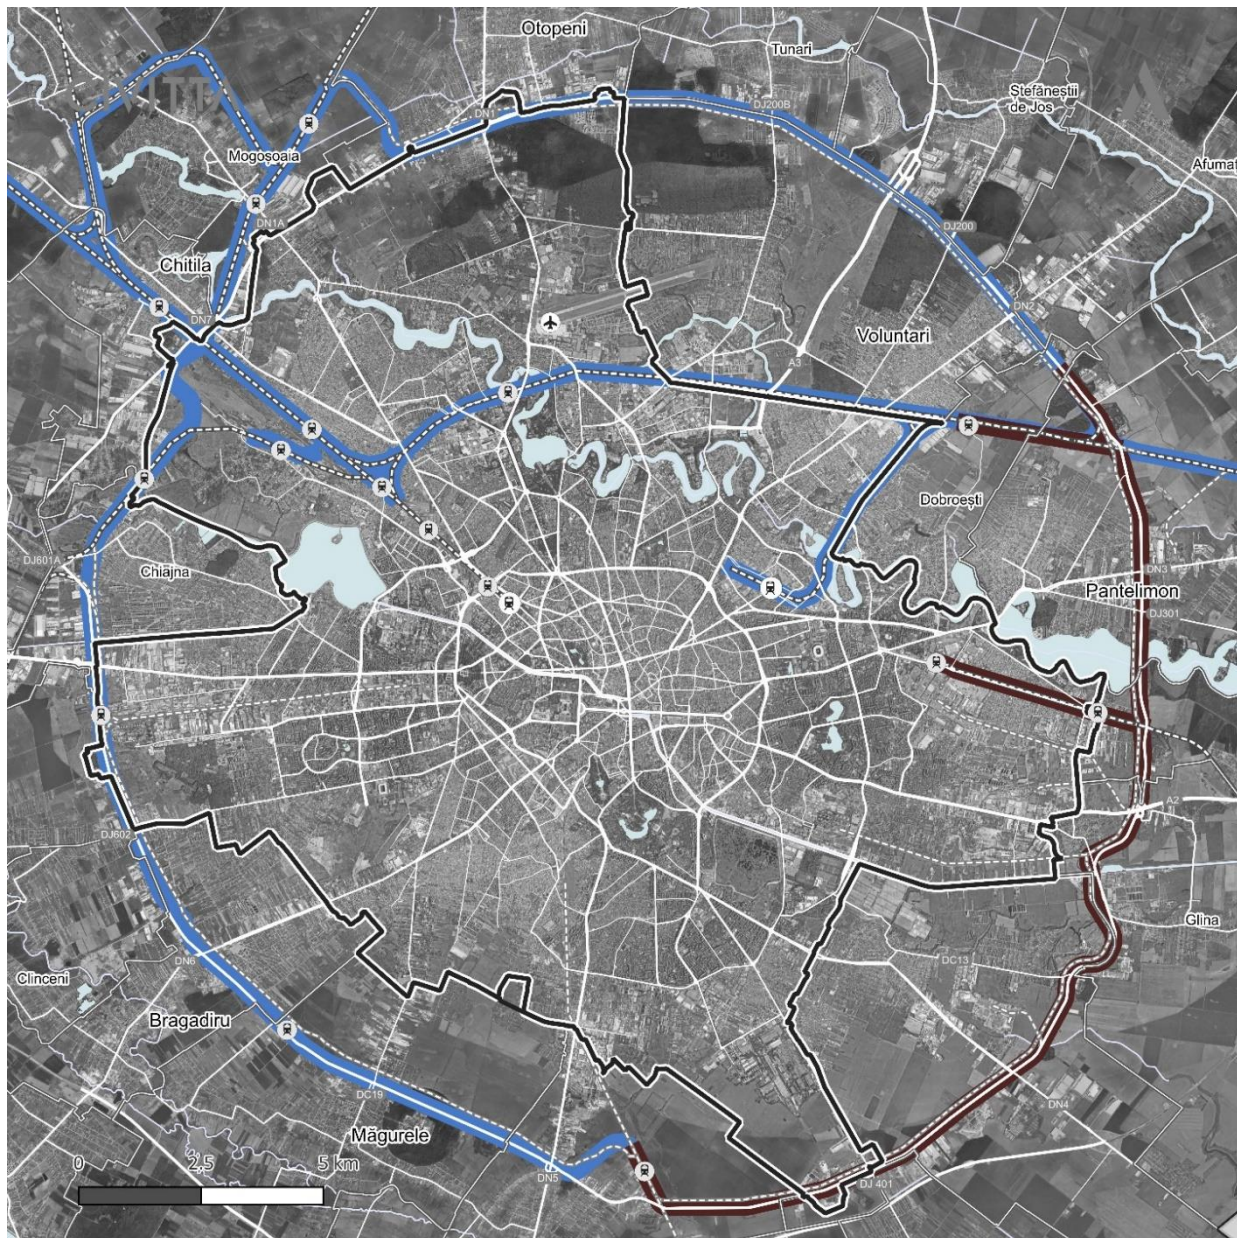 Otopeni
Tunari
Ștefăneștii
de Jos
DJ200B
DN1
Mogoșoaia
DN1A
DJ200
Chitila
DN7
DN2
Voluntari
A3
Dobroești
DJ601A
Chiajna
DN3
Pantelimon
DJ301
A2
DJ602
Glina
DN6
DC13
Clinceni
Bragadiru
DC19
DN4
Măgurele
0 2,5 5 km
DN5
DJ 401